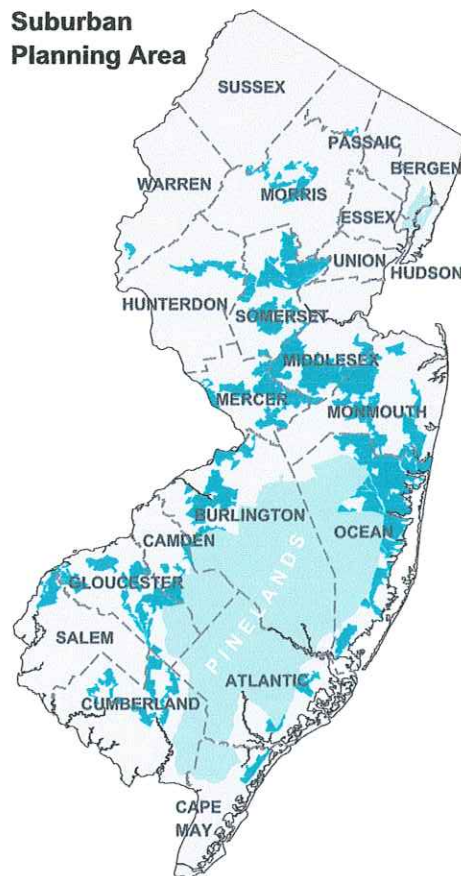 Suburban
Planning Area
SUSSEX
PASSAIC
BERGEN
WARREN
MORRIS
ESSEX
UNION
HUDSON
HUNTERDON
SOMERSET
MIDDLESEX
MERCER
MONMOUTH
BURLINGTON
OCEAN
CAMDEN
GLOUCESTER
PINELANDS
SALEM
ATLANTIC
CUMBERLAND
CAPE
MAY